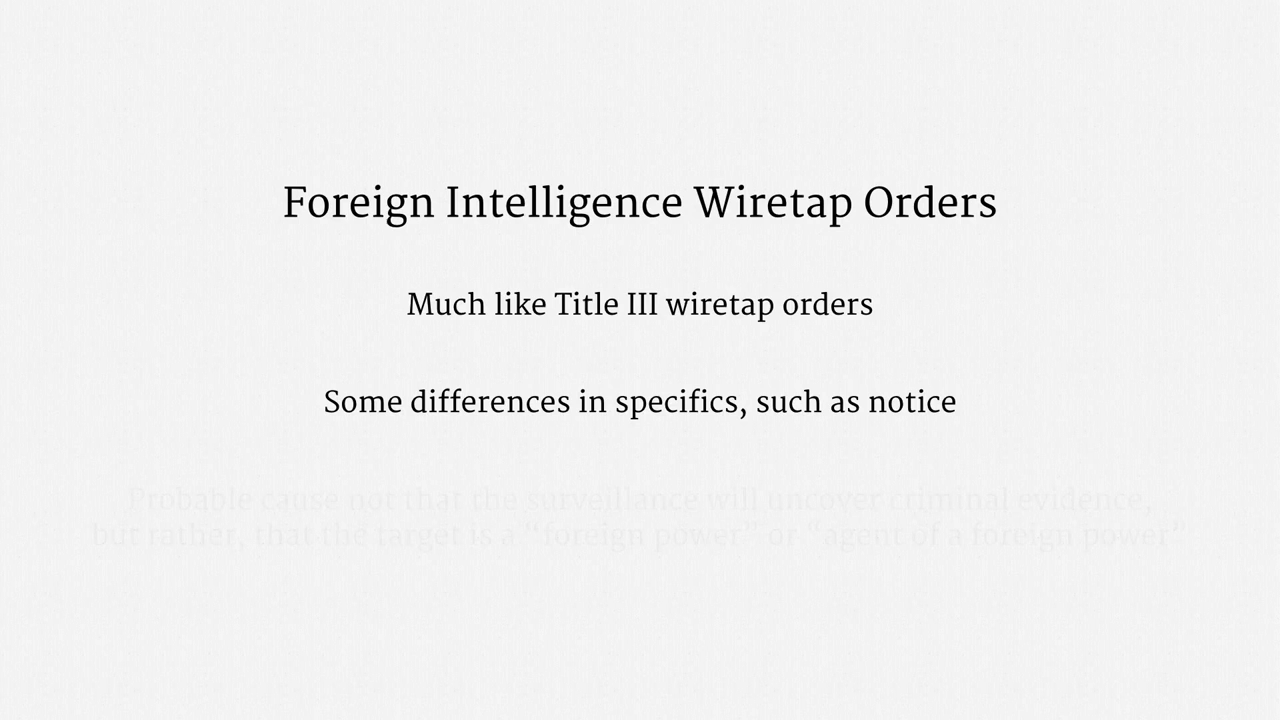 Foreign Intelligence Wiretap Orders
Much like Title III wiretap orders
Some differences in specifics, such as notice
Probable cause not that the surveillance will uncover criminal evidence,
but rather, that the target is a “foreign power” or “agent of a foreign power”